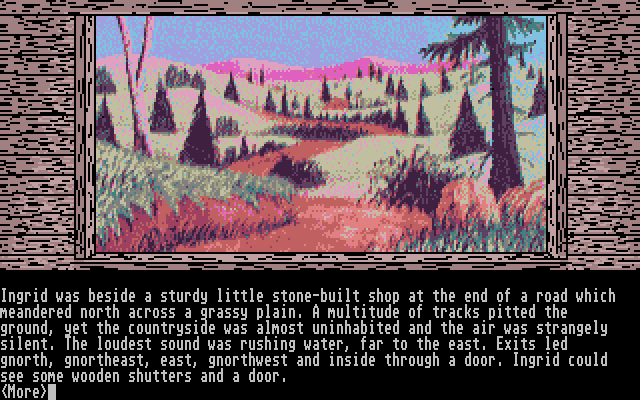 Ingrid was beside a sturdy little stone-built shop at the end of a road which
meandered north across a grassy plain. A multitude of tracks pitted the
ground, yet the countryside was almost uninhabited and the air was strangely
silent. The loudest sound was rushing water, far to the east. Exits led
gnorth, gnortheast, east, gnorthwest and inside through a door. Ingrid could
see some wooden shutters and a door.
<More>